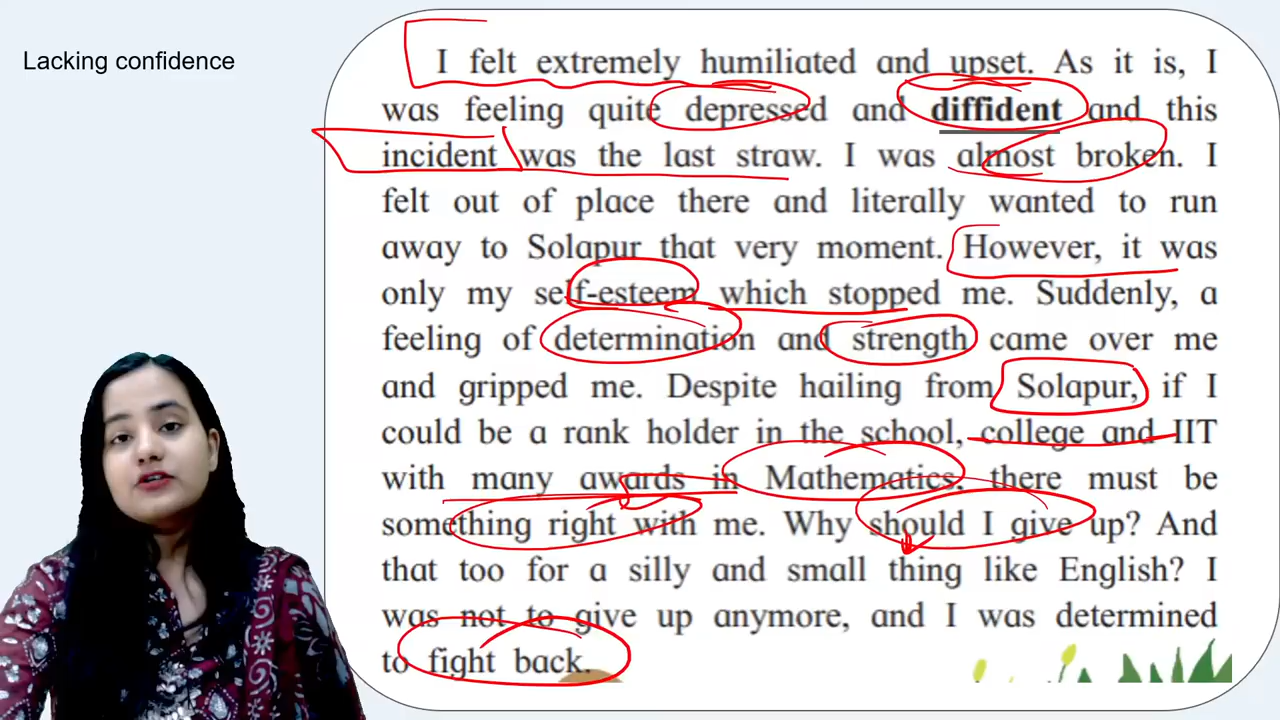 Lacking confidence
I felt extremely humiliated and upset. As it is, I
was feeling quite depressed and diffident and this
incident was the last straw. I was almost broken. I
felt out of place there and literally wanted to run
away to Solapur that very moment. However, it was
only my self-esteem which stopped me. Suddenly, a
feeling of determination and strength came over me
and gripped me. Despite hailing from Solapur, if I
could be a rank holder in the school, college and IIT
with many awards in Mathematics, there must be
something right with me. Why should I give up? And
that too for a silly and small thing like English? I
was not to give up anymore, and I was determined
to fight back.